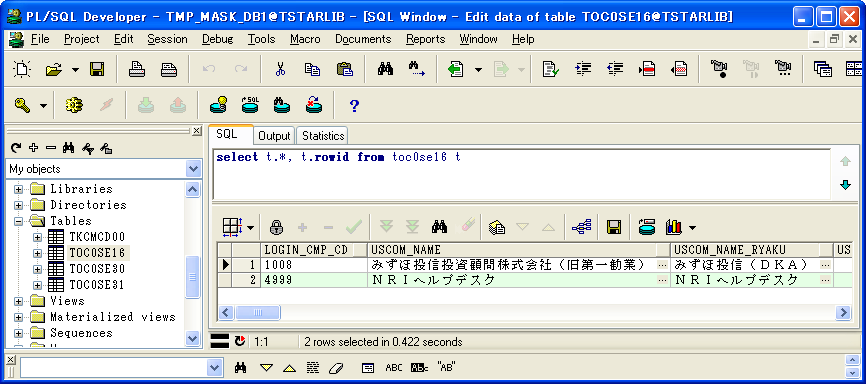 PL/SQL Developer - TMP_MASK_DB1@TSTARLIB - [SQL Window - Edit data of table TOC0SE16@TSTARLIB]
File Project Edit Session Debug Tools Macro Documents Reports Window Help
SQL
?
SQL Output Statistics
select t.*, t.rowid from toc0se16 t
My objects
Libraries
Directories
Tables
TKCMCD00
TOC0SE16
TOC0SE80
TOC0SE81
Views
Materialized views
Sequences
LOGIN_CMP_CD USCOM_NAME USCOM_NAME_RYAKU US
1 1008 みずほ投信投資顧問株式会社（旧第一勧業） … みずほ投信（DKA） …
2 4999 NRIヘルプデスク … NRIヘルプデスク …
1:1 2 rows selected in 0.422 seconds
ABC ABc "AB"